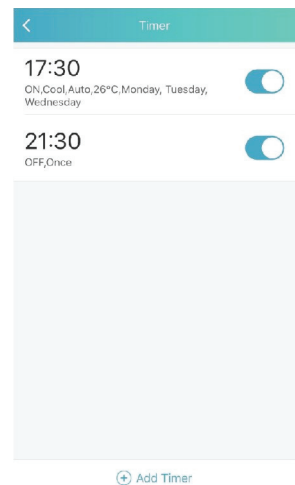 Timer
17:30
ON,Cool,Auto,26°C,Monday, Tuesday,
Wednesday
21:30
OFF,Once
Add Timer